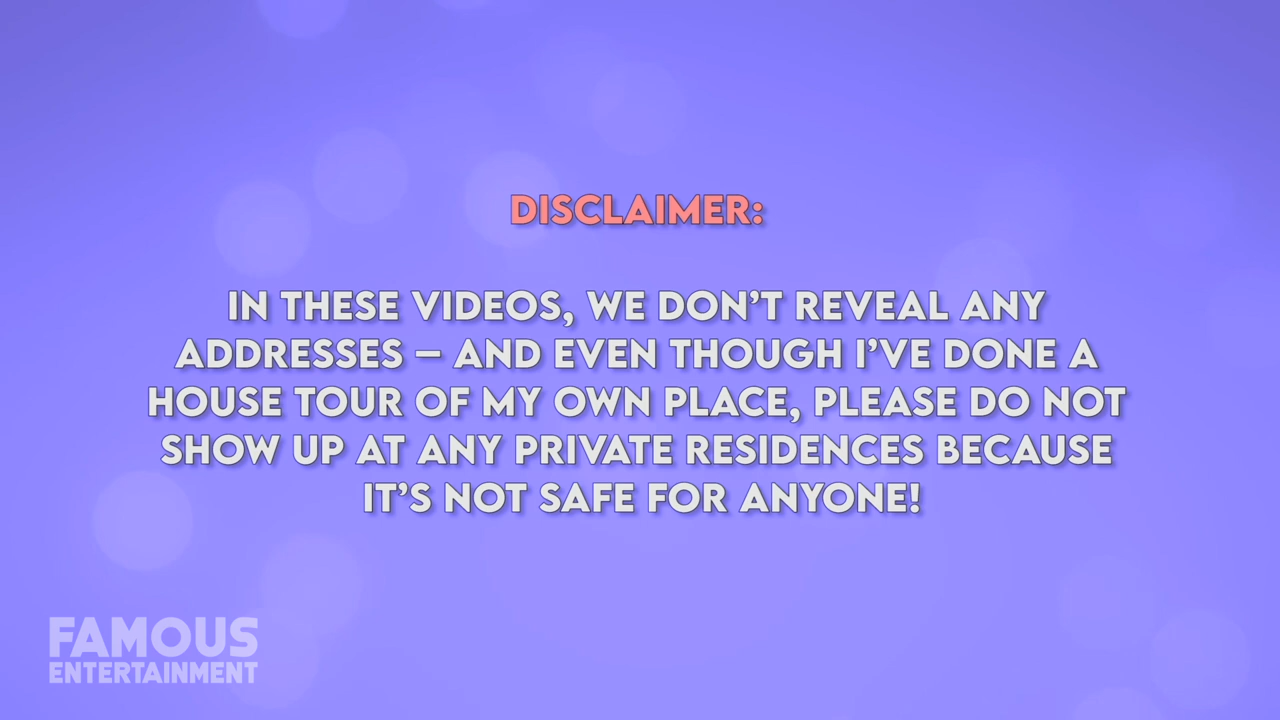 DISCLAIMER:
IN THESE VIDEOS, WE DON'T REVEAL ANY
ADDRESSES – AND EVEN THOUGH I'VE DONE A
HOUSE TOUR OF MY OWN PLACE, PLEASE DO NOT
SHOW UP AT ANY PRIVATE RESIDENCES BECAUSE
IT'S NOT SAFE FOR ANYONE!
FAMOUS
ENTERTAINMENT